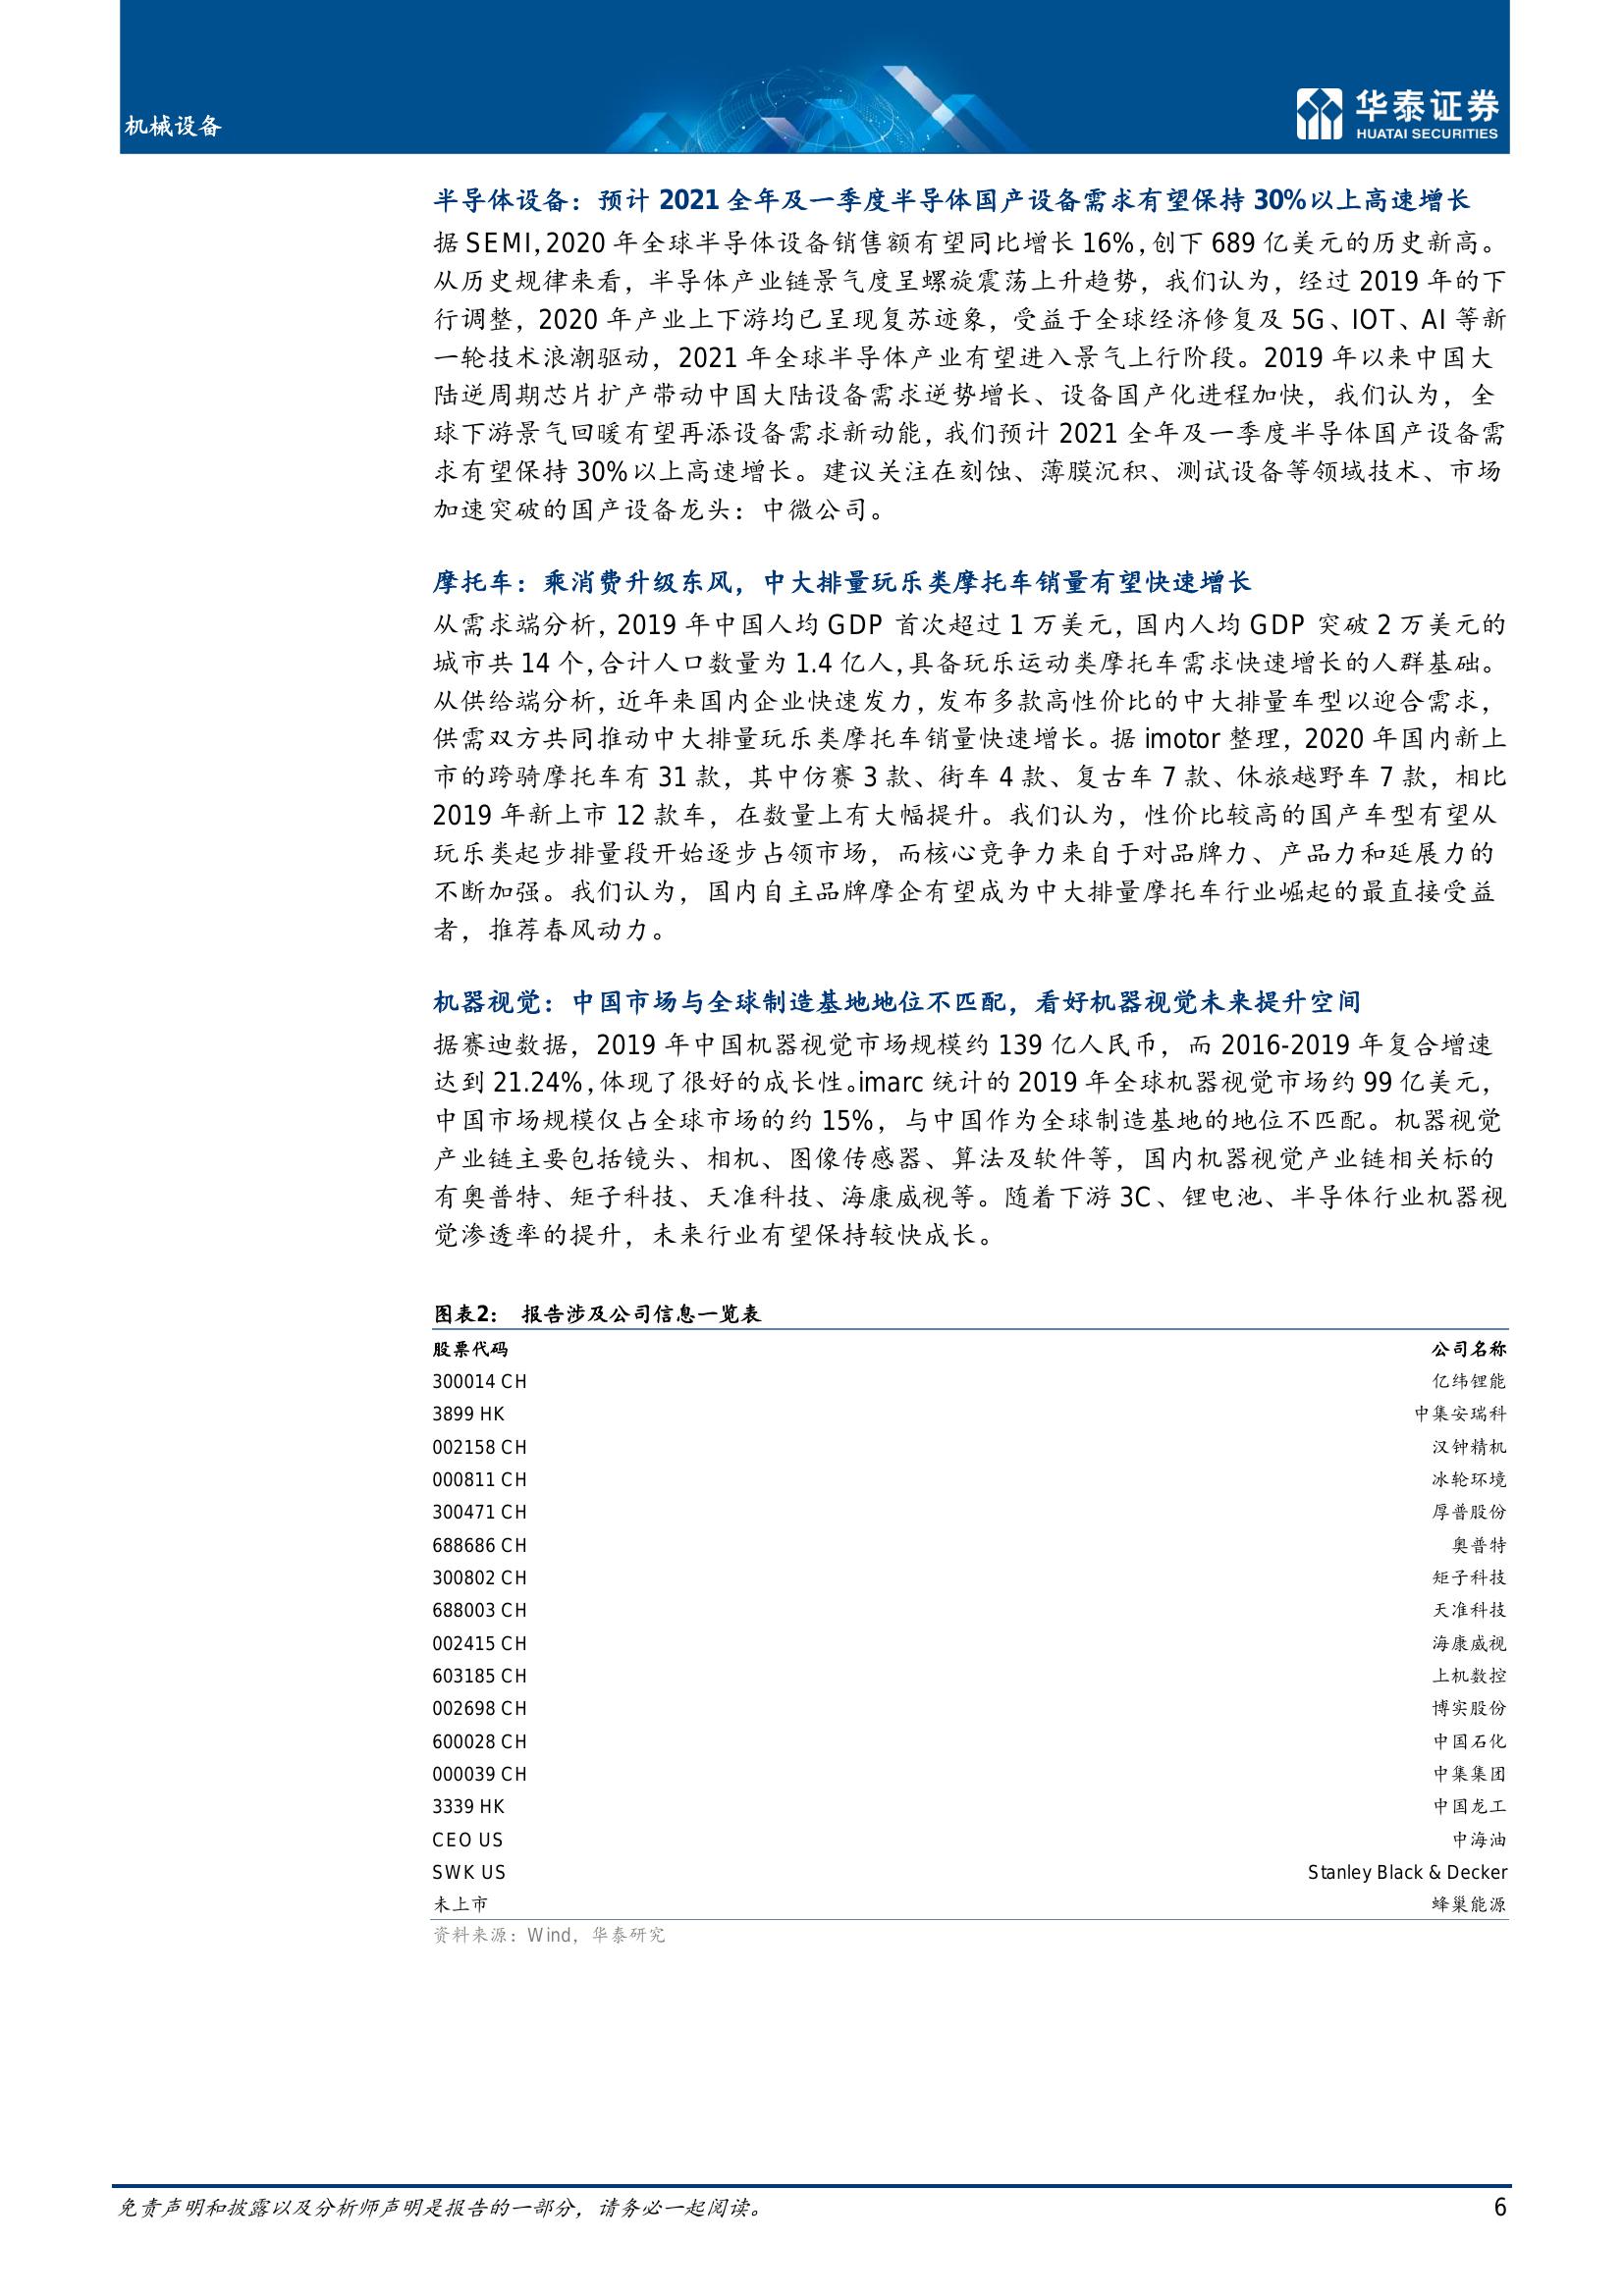 机械设备
华泰证券
HUATAI SECURITIES
半导体设备：预计 2021 全年及一季度半导体国产设备需求有望保持 30%以上高速增长
据 SEMI，2020 年全球半导体设备销售额有望同比增长 16%，创下 689 亿美元的历史新高。
从历史规律来看，半导体产业链景气度呈螺旋震荡上升趋势，我们认为，经过 2019 年的下
行调整，2020 年产业上下游均已呈现复苏迹象，受益于全球经济修复及 5G、IOT、AI 等新
一轮技术浪潮驱动，2021 年全球半导体产业有望进入景气上行阶段。2019 年以来中国大
陆逆周期芯片扩产带动中国大陆设备需求逆势增长、设备国产化进程加快，我们认为，全
球下游景气回暖有望再添设备需求新动能，我们预计 2021 全年及一季度半导体国产设备需
求有望保持 30%以上高速增长。建议关注在刻蚀、薄膜沉积、测试设备等领域技术、市场
加速突破的国产设备龙头：中微公司。
摩托车：乘消费升级东风，中大排量玩乐类摩托车销量有望快速增长
从需求端分析，2019 年中国人均 GDP 首次超过 1 万美元，国内人均 GDP 突破 2 万美元的
城市共 14 个，合计人口数量为 1.4 亿人，具备玩乐运动类摩托车需求快速增长的人群基础。
从供给端分析，近年来国内企业快速发力，发布多款高性价比的中大排量车型以迎合需求，
供需双方共同推动中大排量玩乐类摩托车销量快速增长。据 imotor 整理，2020 年国内新上
市的跨骑摩托车有 31 款，其中仿赛 3 款、街车 4 款、复古车 7 款、休旅越野车 7 款，相比
2019 年新上市 12 款车，在数量上有大幅提升。我们认为，性价比较高的国产车型有望从
玩乐类起步排量段开始逐步占领市场，而核心竞争力来自于对品牌力、产品力和延展力的
不断加强。我们认为，国内自主品牌摩企有望成为中大排量摩托车行业崛起的最直接受益
者，推荐春风动力。
机器视觉：中国市场与全球制造基地地位不匹配，看好机器视觉未来提升空间
据赛迪数据，2019 年中国机器视觉市场规模约 139 亿人民币，而 2016-2019 年复合增速
达到 21.24%，体现了很好的成长性。imarc 统计的 2019 年全球机器视觉市场约 99 亿美元，
中国市场规模仅占全球市场的约 15%，与中国作为全球制造基地的地位不匹配。机器视觉
产业链主要包括镜头、相机、图像传感器、算法及软件等，国内机器视觉产业链相关标的
有奥普特、矩子科技、天准科技、海康威视等。随着下游 3C、锂电池、半导体行业机器视
觉渗透率的提升，未来行业有望保持较快成长。
图表2： 报告涉及公司信息一览表
股票代码 公司名称
300014 CH 亿纬锂能
3899 HK 中集安瑞科
002158 CH 汉钟精机
000811 CH 冰轮环境
300471 CH 厚普股份
688686 CH 奥普特
300802 CH 矩子科技
688003 CH 天准科技
002415 CH 海康威视
603185 CH 上机数控
002698 CH 博实股份
600028 CH 中国石化
000039 CH 中集集团
3339 HK 中国龙工
CEO US 中海油
SWK US Stanley Black & Decker
未上市 蜂巢能源
资料来源：Wind，华泰研究
免责声明和披露以及分析师声明是报告的一部分，请务必一起阅读。 6